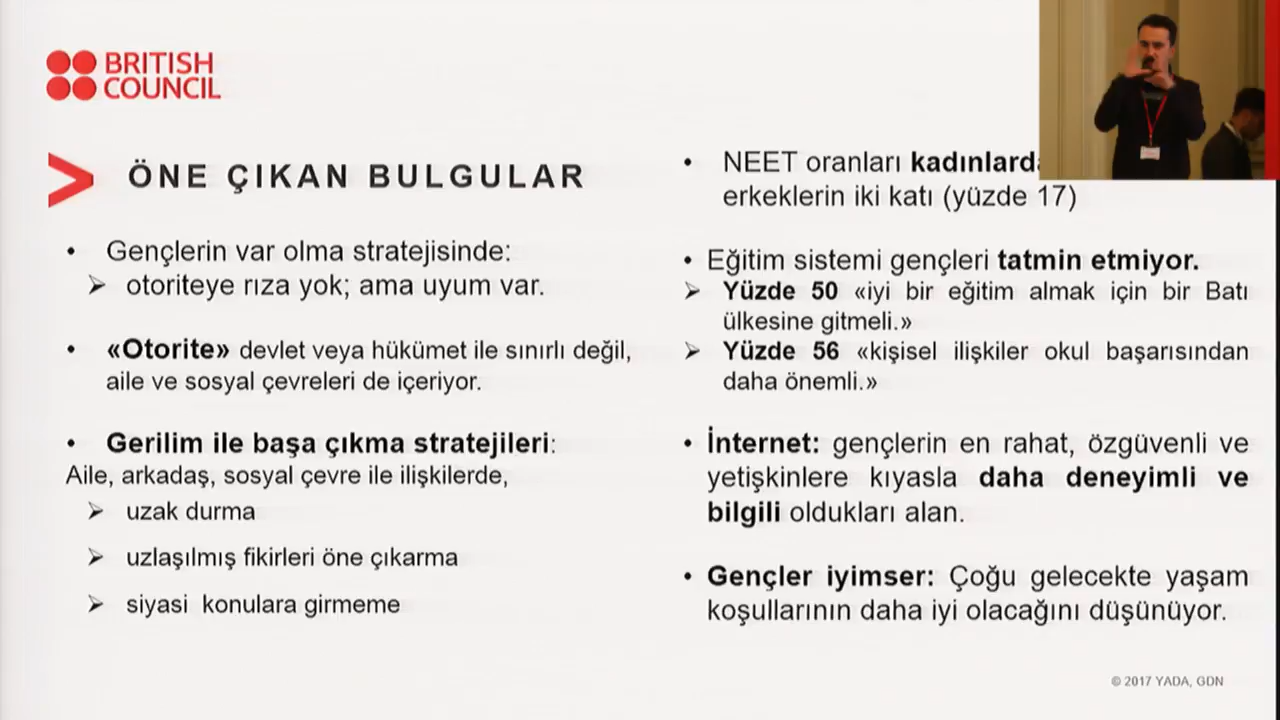 BRITISH
COUNCIL
ÖNE ÇIKAN BULGULAR
• Gençlerin var olma stratejisinde:
➢ otoriteye rıza yok; ama uyum var.
• «Otorite» devlet veya hükümet ile sınırlı değil,
aile ve sosyal çevreleri de içeriyor.
• Gerilim ile başa çıkma stratejileri:
Aile, arkadaş, sosyal çevre ile ilişkilerde,
➢ uzak durma
➢ uzlaşılmış fikirleri öne çıkarma
➢ siyasi konulara girmeme
• NEET oranları kadınlarda
erkeklerin iki katı (yüzde 17)
• Eğitim sistemi gençleri tatmin etmiyor.
➢ Yüzde 50 «iyi bir eğitim almak için bir Batı
ülkesine gitmeli.»
➢ Yüzde 56 «kişisel ilişkiler okul başarısından
daha önemli.»
• İnternet: gençlerin en rahat, özgüvenli ve
yetişkinlere kıyasla daha deneyimli ve
bilgili oldukları alan.
• Gençler iyimser: Çoğu gelecekte yaşam
koşullarının daha iyi olacağını düşünüyor.
© 2017 YADA, GDN